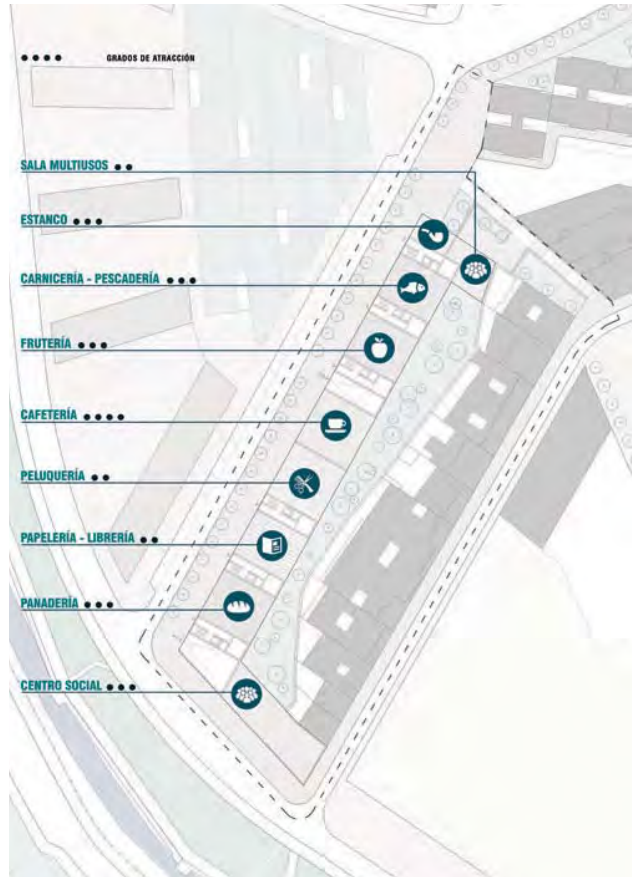 ●●●● GRADOS DE ATRACCIÓN
SALA MULTIUSOS ●●
ESTANCO ●●●
CARNICERÍA - PESCADERÍA ●●●
FRUTERÍA ●●●
CAFETERÍA ●●●●
PELUQUERÍA ●●
PAPELERÍA - LIBRERÍA ●●
PANADERÍA ●●●
CENTRO SOCIAL ●●●